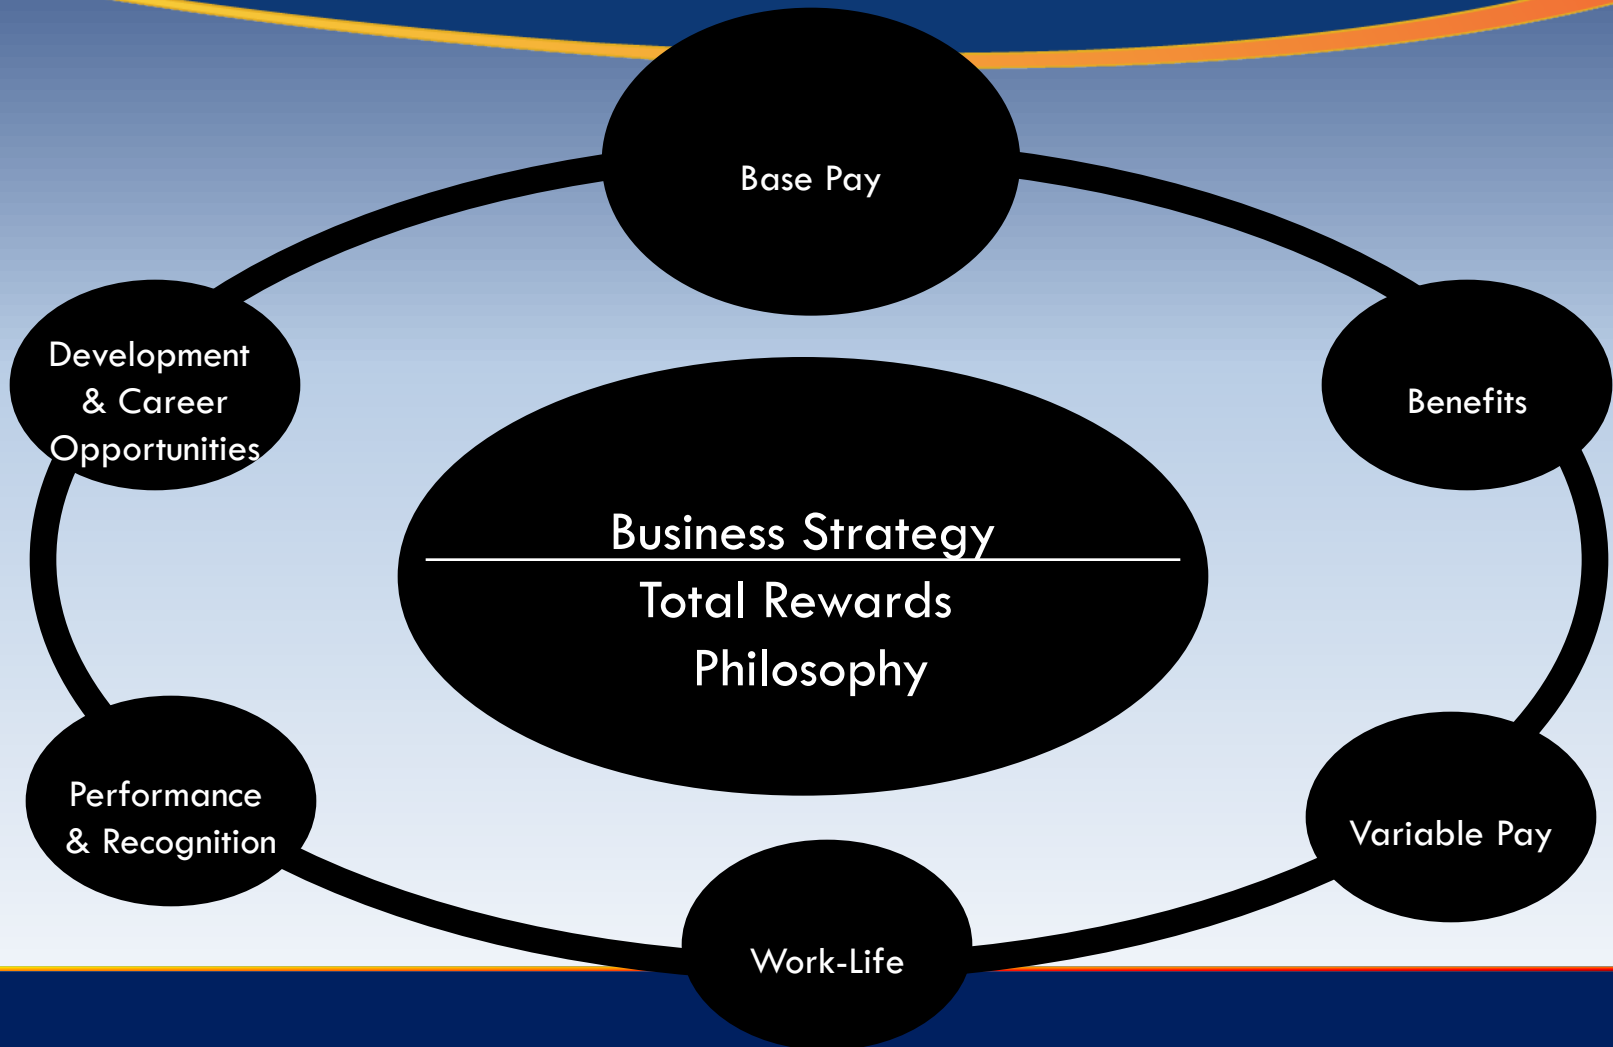 Base Pay
Development
& Career
Opportunities
Benefits
Business Strategy
Total Rewards
Philosophy
Performance
& Recognition
Variable Pay
Work-Life